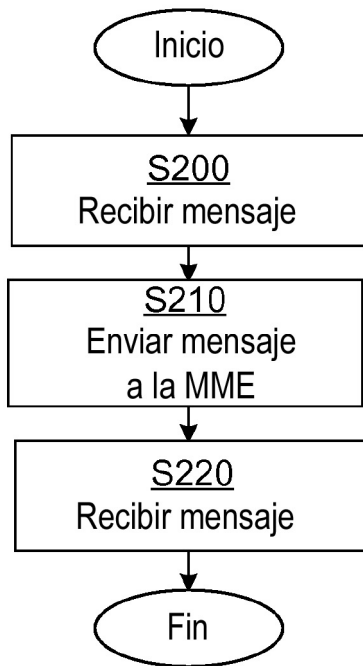 Inicio
S200
Recibir mensaje
S210
Enviar mensaje
a la MME
S220
Recibir mensaje
Fin